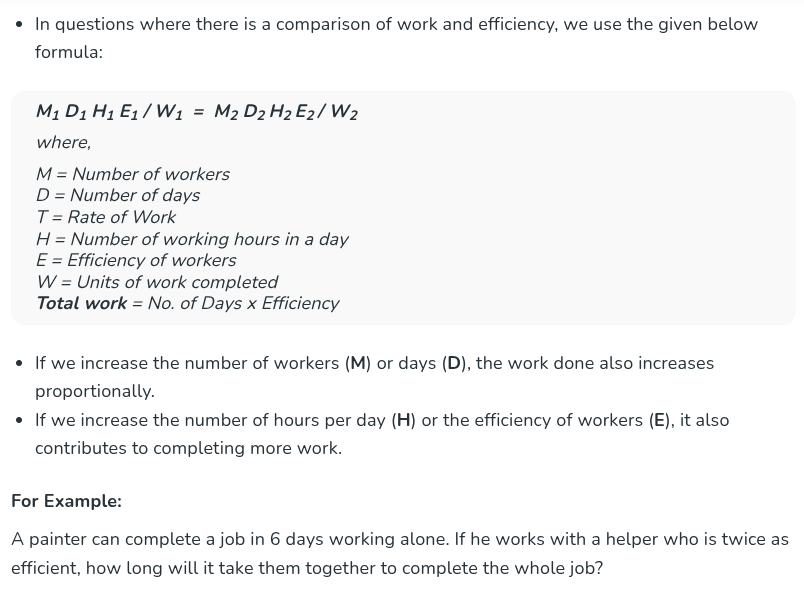 • In questions where there is a comparison of work and efficiency, we use the given below
formula:
M₁ D₁ H₁ E₁ / W₁ = M₂ D₂ H₂ E₂ / W₂
where,
M = Number of workers
D = Number of days
T = Rate of Work
H = Number of working hours in a day
E = Efficiency of workers
W = Units of work completed
Total work = No. of Days x Efficiency
• If we increase the number of workers (M) or days (D), the work done also increases
proportionally.
• If we increase the number of hours per day (H) or the efficiency of workers (E), it also
contributes to completing more work.
For Example:
A painter can complete a job in 6 days working alone. If he works with a helper who is twice as
efficient, how long will it take them together to complete the whole job?